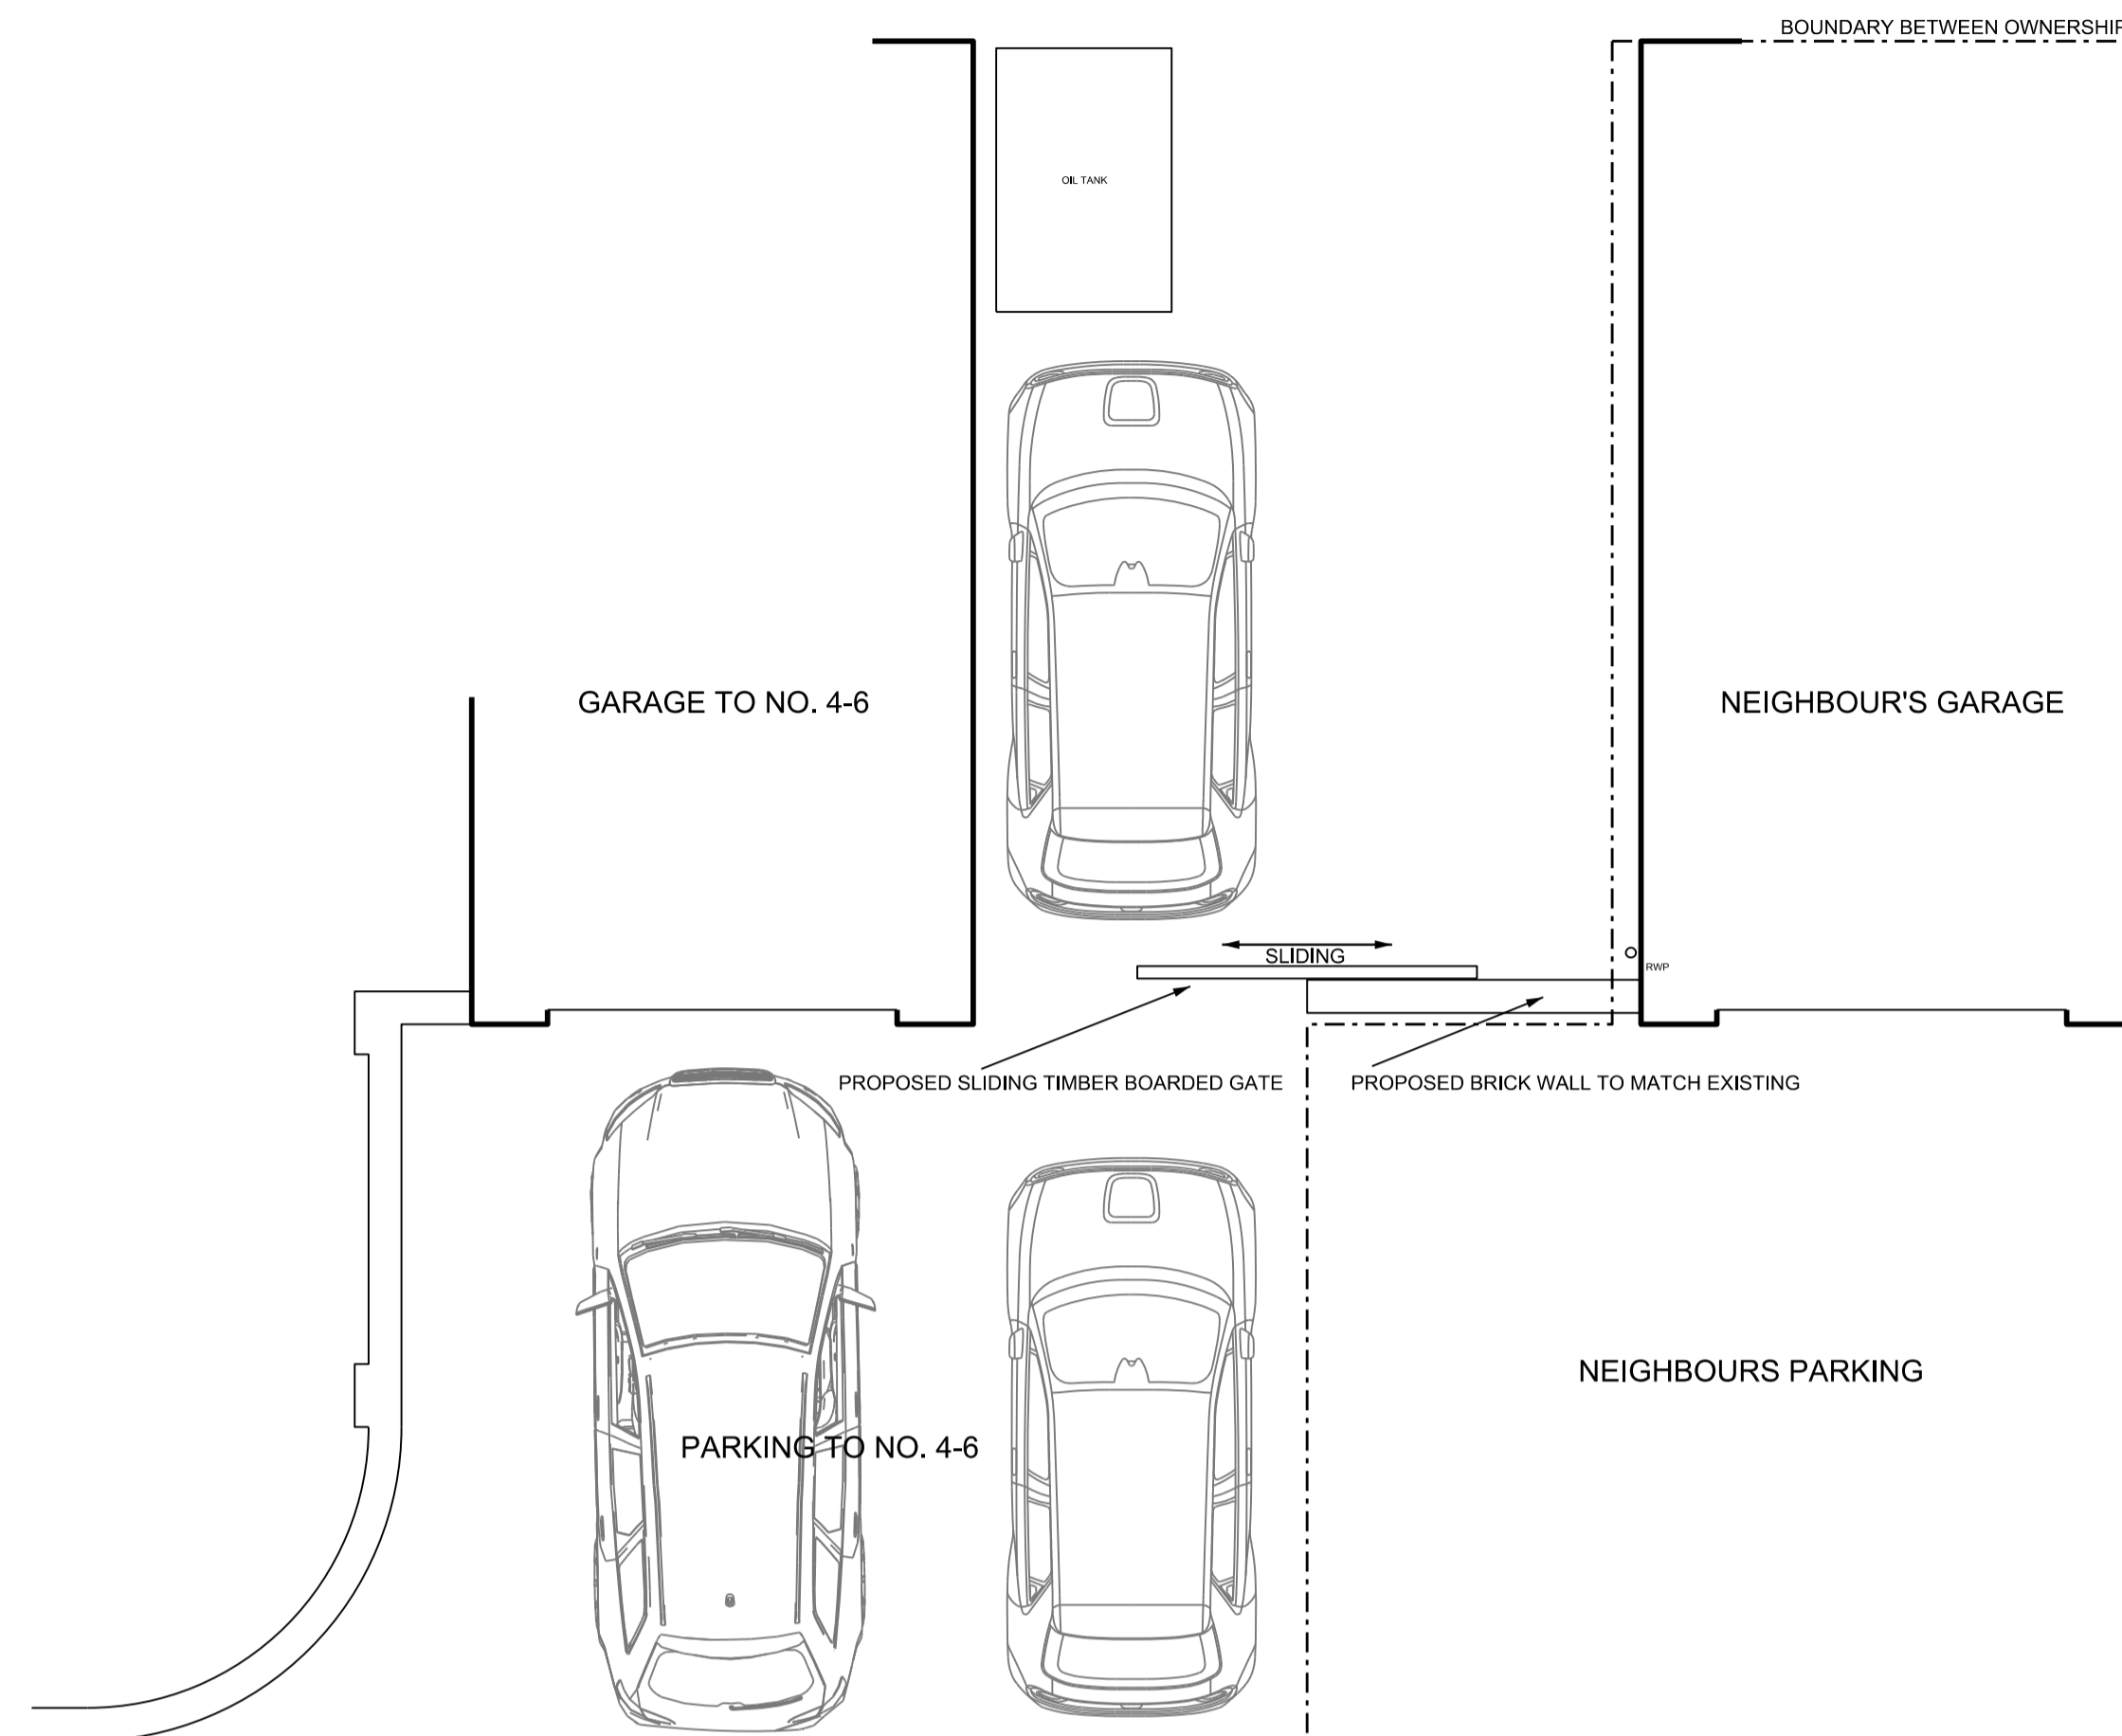 BOUNDARY BETWEEN OWNERSHIP
OIL TANK
GARAGE TO NO. 4-6
NEIGHBOUR'S GARAGE
SLIDING
RWP
PROPOSED SLIDING TIMBER BOARDED GATE
PROPOSED BRICK WALL TO MATCH EXISTING
NEIGHBOURS PARKING
PARKING TO NO. 4-6